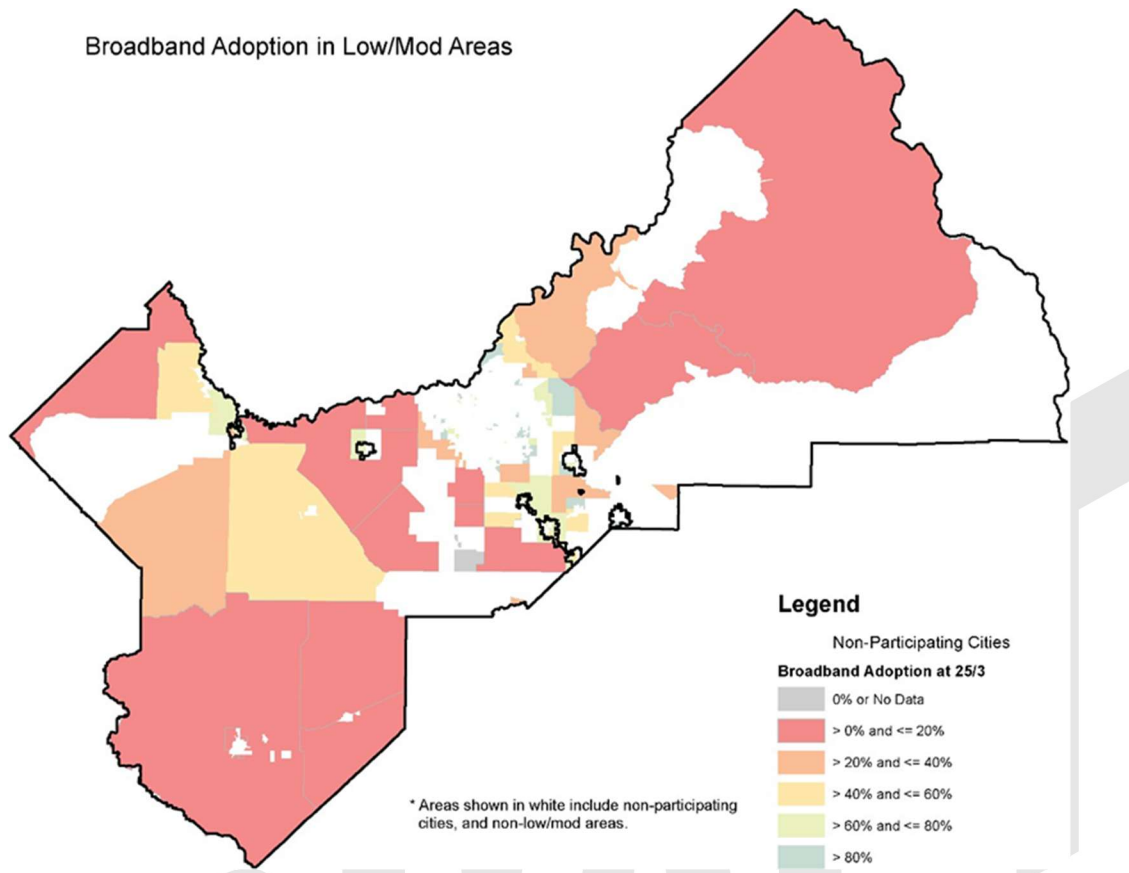 Broadband Adoption in Low/Mod Areas
Legend
Non-Participating Cities
Broadband Adoption at 25/3
0% or No Data
> 0% and <= 20%
> 20% and <= 40%
> 40% and <= 60%
> 60% and <= 80%
> 80%
* Areas shown in white include non-participating
cities, and non-low/mod areas.